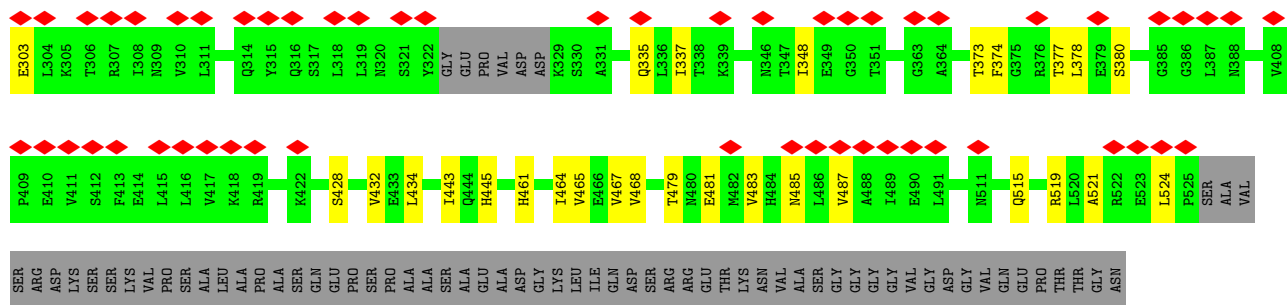 E303 L304 K305 T306 R307 I308 N309 V310 L311 Q314 Y315 Q316 S317 L318 L319 N320 S321 Y322 GLY GLU PRO VAL ASP ASP K329 S330 A331 Q335 L336 I337 T338 K339 N346 T347 I348 E349 G350 T351 G363 A364 T373 F374 G375 R376 T377 L378 E379 S380 G385 G386 L387 N388 V408
P409 E410 V411 S412 F413 E414 L415 L416 V417 K418 R419 K422 S428 V432 E433 L434 I443 Q444 H445 H461 I464 V465 E466 V467 V468 T479 N480 E481 M482 V483 H484 N485 L486 V487 A488 I489 E490 L491 N511 Q515 R519 L520 A521 R522 E523 L524 P525 SER ALA VAL
SER ARG ASP LYS SER SER LYS VAL PRO SER ALA LEU ALA PRO ALA SER GLN GLU PRO SER PRO ALA ALA SER ALA GLU ALA ASP GLY LYS LEU ILE GLN ASP SER ARG ARG GLU THR LYS ASN VAL ALA SER GLY GLY GLY GLY VAL GLY ASP GLY VAL GLN GLU PRO THR THR GLY ASN